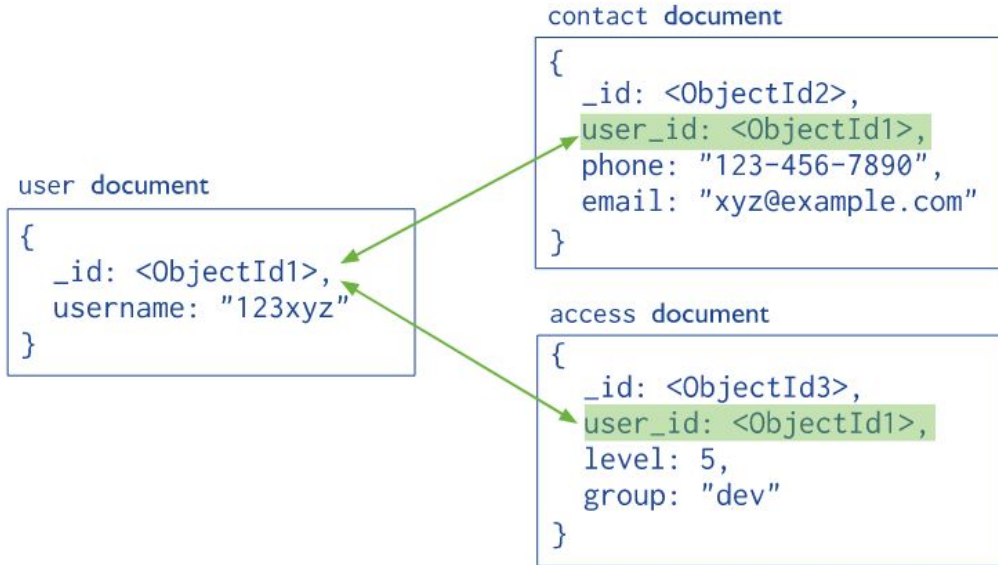 user document
{
_id: <ObjectId1>,
username: "123xyz"
}
contact document
{
_id: <ObjectId2>,
user_id: <ObjectId1>,
phone: "123-456-7890",
email: "xyz@example.com"
}
access document
{
_id: <ObjectId3>,
user_id: <ObjectId1>,
level: 5,
group: "dev"
}